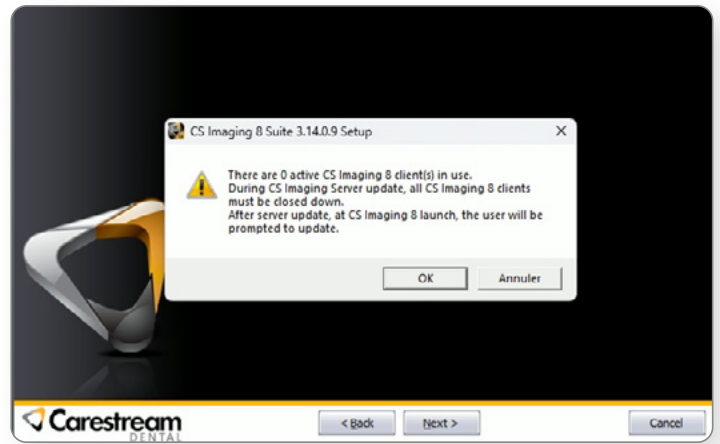 CS Imaging 8 Suite 3.14.0.9 Setup
There are 0 active CS Imaging 8 client(s) in use.
During CS Imaging Server update, all CS Imaging 8 clients
must be closed down.
After server update, at CS Imaging 8 launch, the user will be
prompted to update.
OK Annuler
Carestream
DENTAL
< Back Next > Cancel